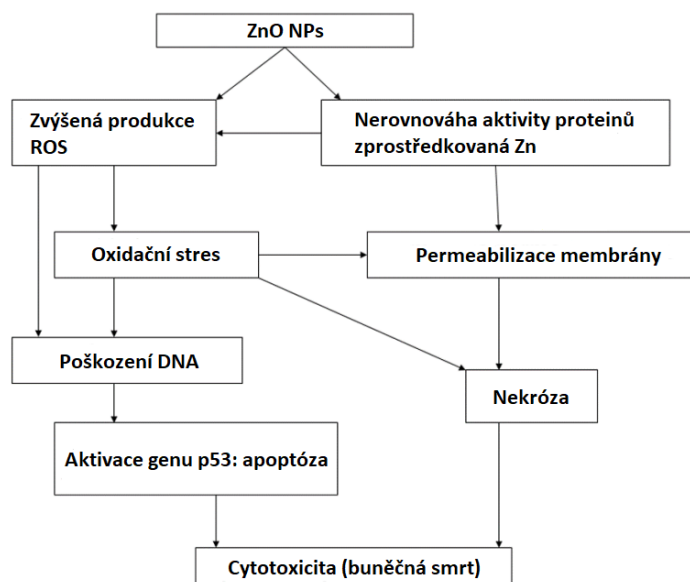 ZnO NPs
Zvýšená produkce
ROS
Nerovnováha aktivity proteinů
zprostředkovaná Zn
Oxidační stres
Permeabilizace membrány
Poškození DNA
Nekróza
Aktivace genu p53: apoptóza
Cytotoxicita (buněčná smrt)